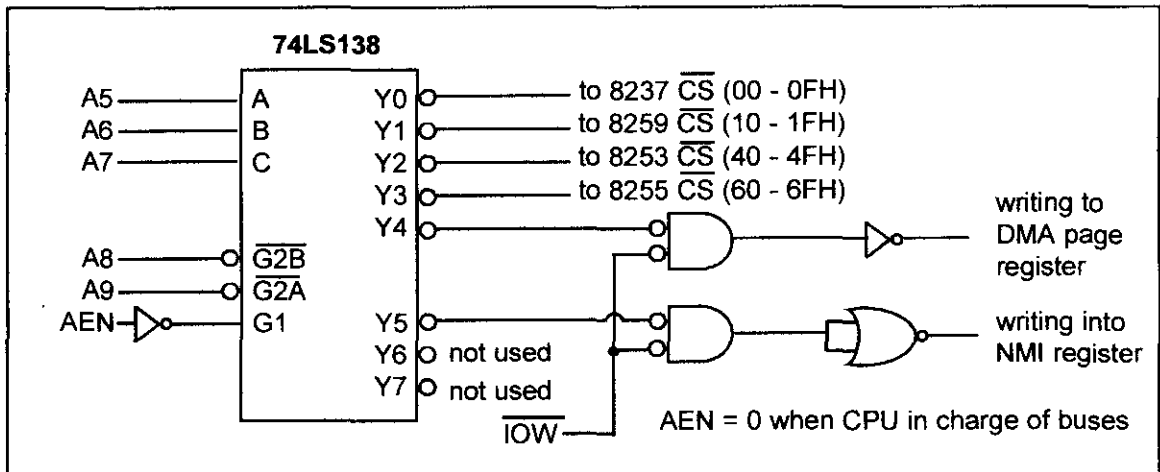 74LS138
A5 A Y0 to 8237 CS (00 - 0FH)
A6 B Y1 to 8259 CS (10 - 1FH)
A7 C Y2 to 8253 CS (40 - 4FH)
Y3 to 8255 CS (60 - 6FH)
Y4
writing to
DMA page
register
A8 G2B
A9 G2A
AEN G1 Y5
writing into
NMI register
Y6 not used
Y7 not used
IOW
AEN = 0 when CPU in charge of buses